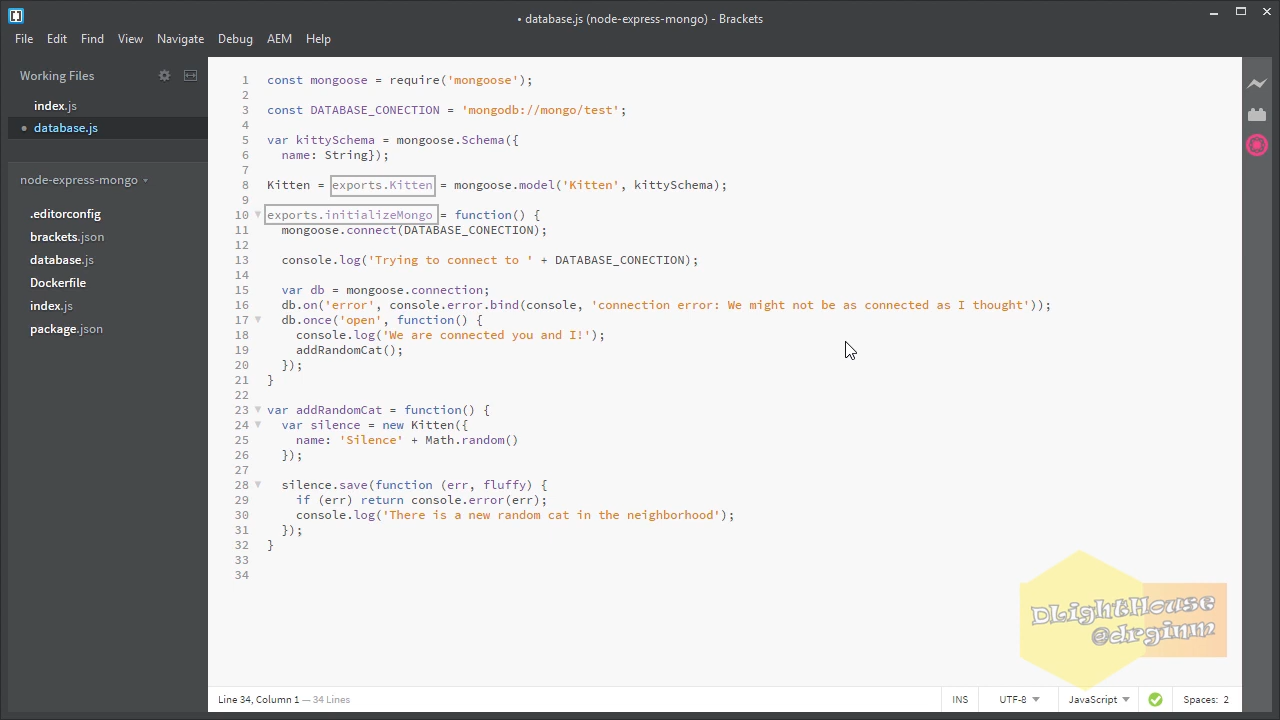 • database.js (node-express-mongo) - Brackets
File Edit Find View Navigate Debug AEM Help
Working Files
index.js
• database.js
node-express-mongo
.editorconfig
brackets.json
database.js
Dockerfile
index.js
package.json
1 const mongoose = require('mongoose');
2
3 const DATABASE_CONECTION = 'mongodb://mongo/test';
4
5 var kittySchema = mongoose.Schema({
6   name: String});
7
8 Kitten = exports.Kitten = mongoose.model('Kitten', kittySchema);
9
10 exports.initializeMongo = function() {
11   mongoose.connect(DATABASE_CONECTION);
12
13   console.log('Trying to connect to ' + DATABASE_CONECTION);
14
15   var db = mongoose.connection;
16   db.on('error', console.error.bind(console, 'connection error: We might not be as connected as I thought'));
17   db.once('open', function() {
18     console.log('We are connected you and I!');
19     addRandomCat();
20   });
21 }
22
23 var addRandomCat = function() {
24   var silence = new Kitten({
25     name: 'Silence' + Math.random()
26   });
27
28   silence.save(function (err, fluffy) {
29     if (err) return console.error(err);
30     console.log('There is a new random cat in the neighborhood');
31   });
32 }
33
34
DLightHouse
@drginm
Line 34, Column 1 — 34 Lines
INS UTF-8 JavaScript Spaces: 2